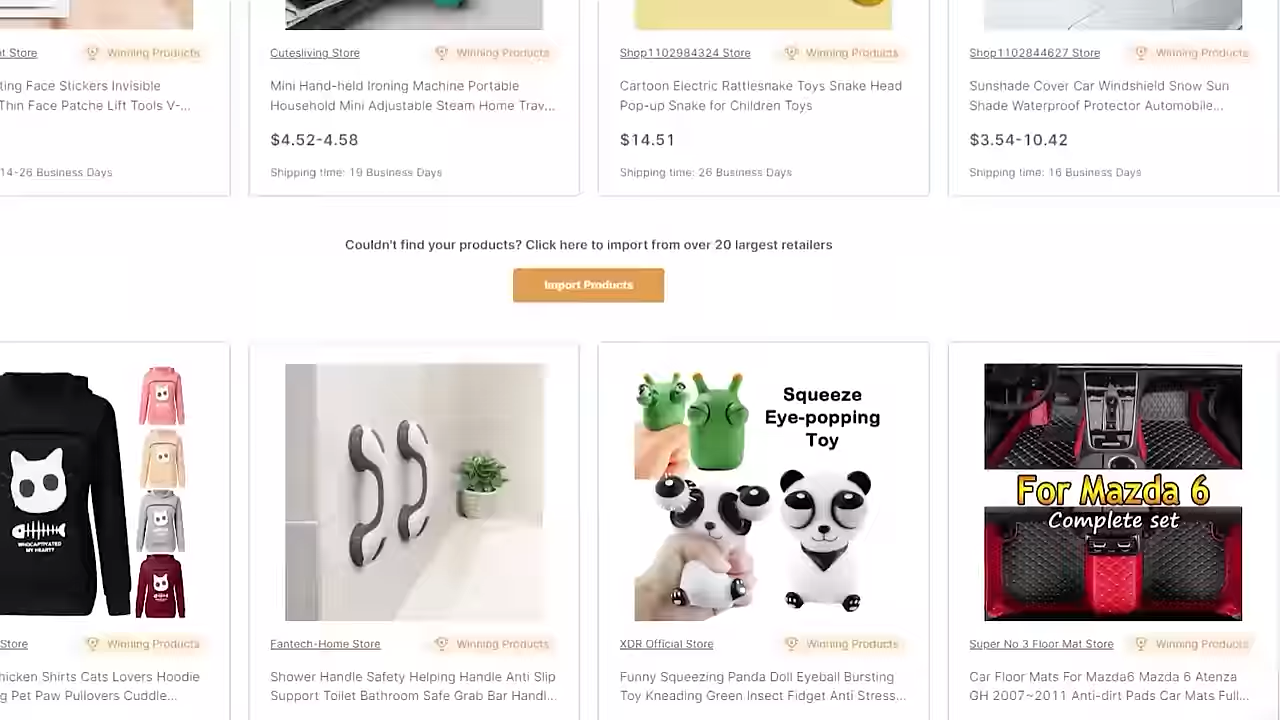 t Store
Winning Products
Cutesliving Store
Winning Products
Shop1102984324 Store
Winning Products
Shop1102844627 Store
Winning Products
ting Face Stickers Invisible
Thin Face Patche Lift Tools Y-...
Mini Hand-held Ironing Machine Portable
Household Mini Adjustable Steam Home Trav...
Cartoon Electric Rattlesnake Toys Snake Head
Pop-up Snake for Children Toys
Sunshade Cover Car Windshield Snow Sun
Shade Waterproof Protector Automobile...
$4.52-4.58
$14.51
$3.54-10.42
14-26 Business Days
Shipping time: 19 Business Days
Shipping time: 26 Business Days
Shipping time: 16 Business Days
Couldn't find your products? Click here to import from over 20 largest retailers
Import Products
WHO CAPTIVATED
MY HEART?
Squeeze
Eye-popping
Toy
For Mazda 6
Complete set
Store
Winning Products
Fantech-Home Store
Winning Products
XDR Official Store
Winning Products
Super No 3 Floor Mat Store
Winning Products
hicken Shirts Cats Lovers Hoodie
g Pet Paw Pullovers Cuddle...
Shower Handle Safety Helping Handle Anti Slip
Support Toilet Bathroom Safe Grab Bar Handl...
Funny Squeezing Panda Doll Eyeball Bursting
Toy Kneading Green Insect Fidget Anti Stress...
Car Floor Mats For Mazda6 Mazda 6 Atenza
GH 2007~2011 Anti-dirt Pads Car Mats Full...